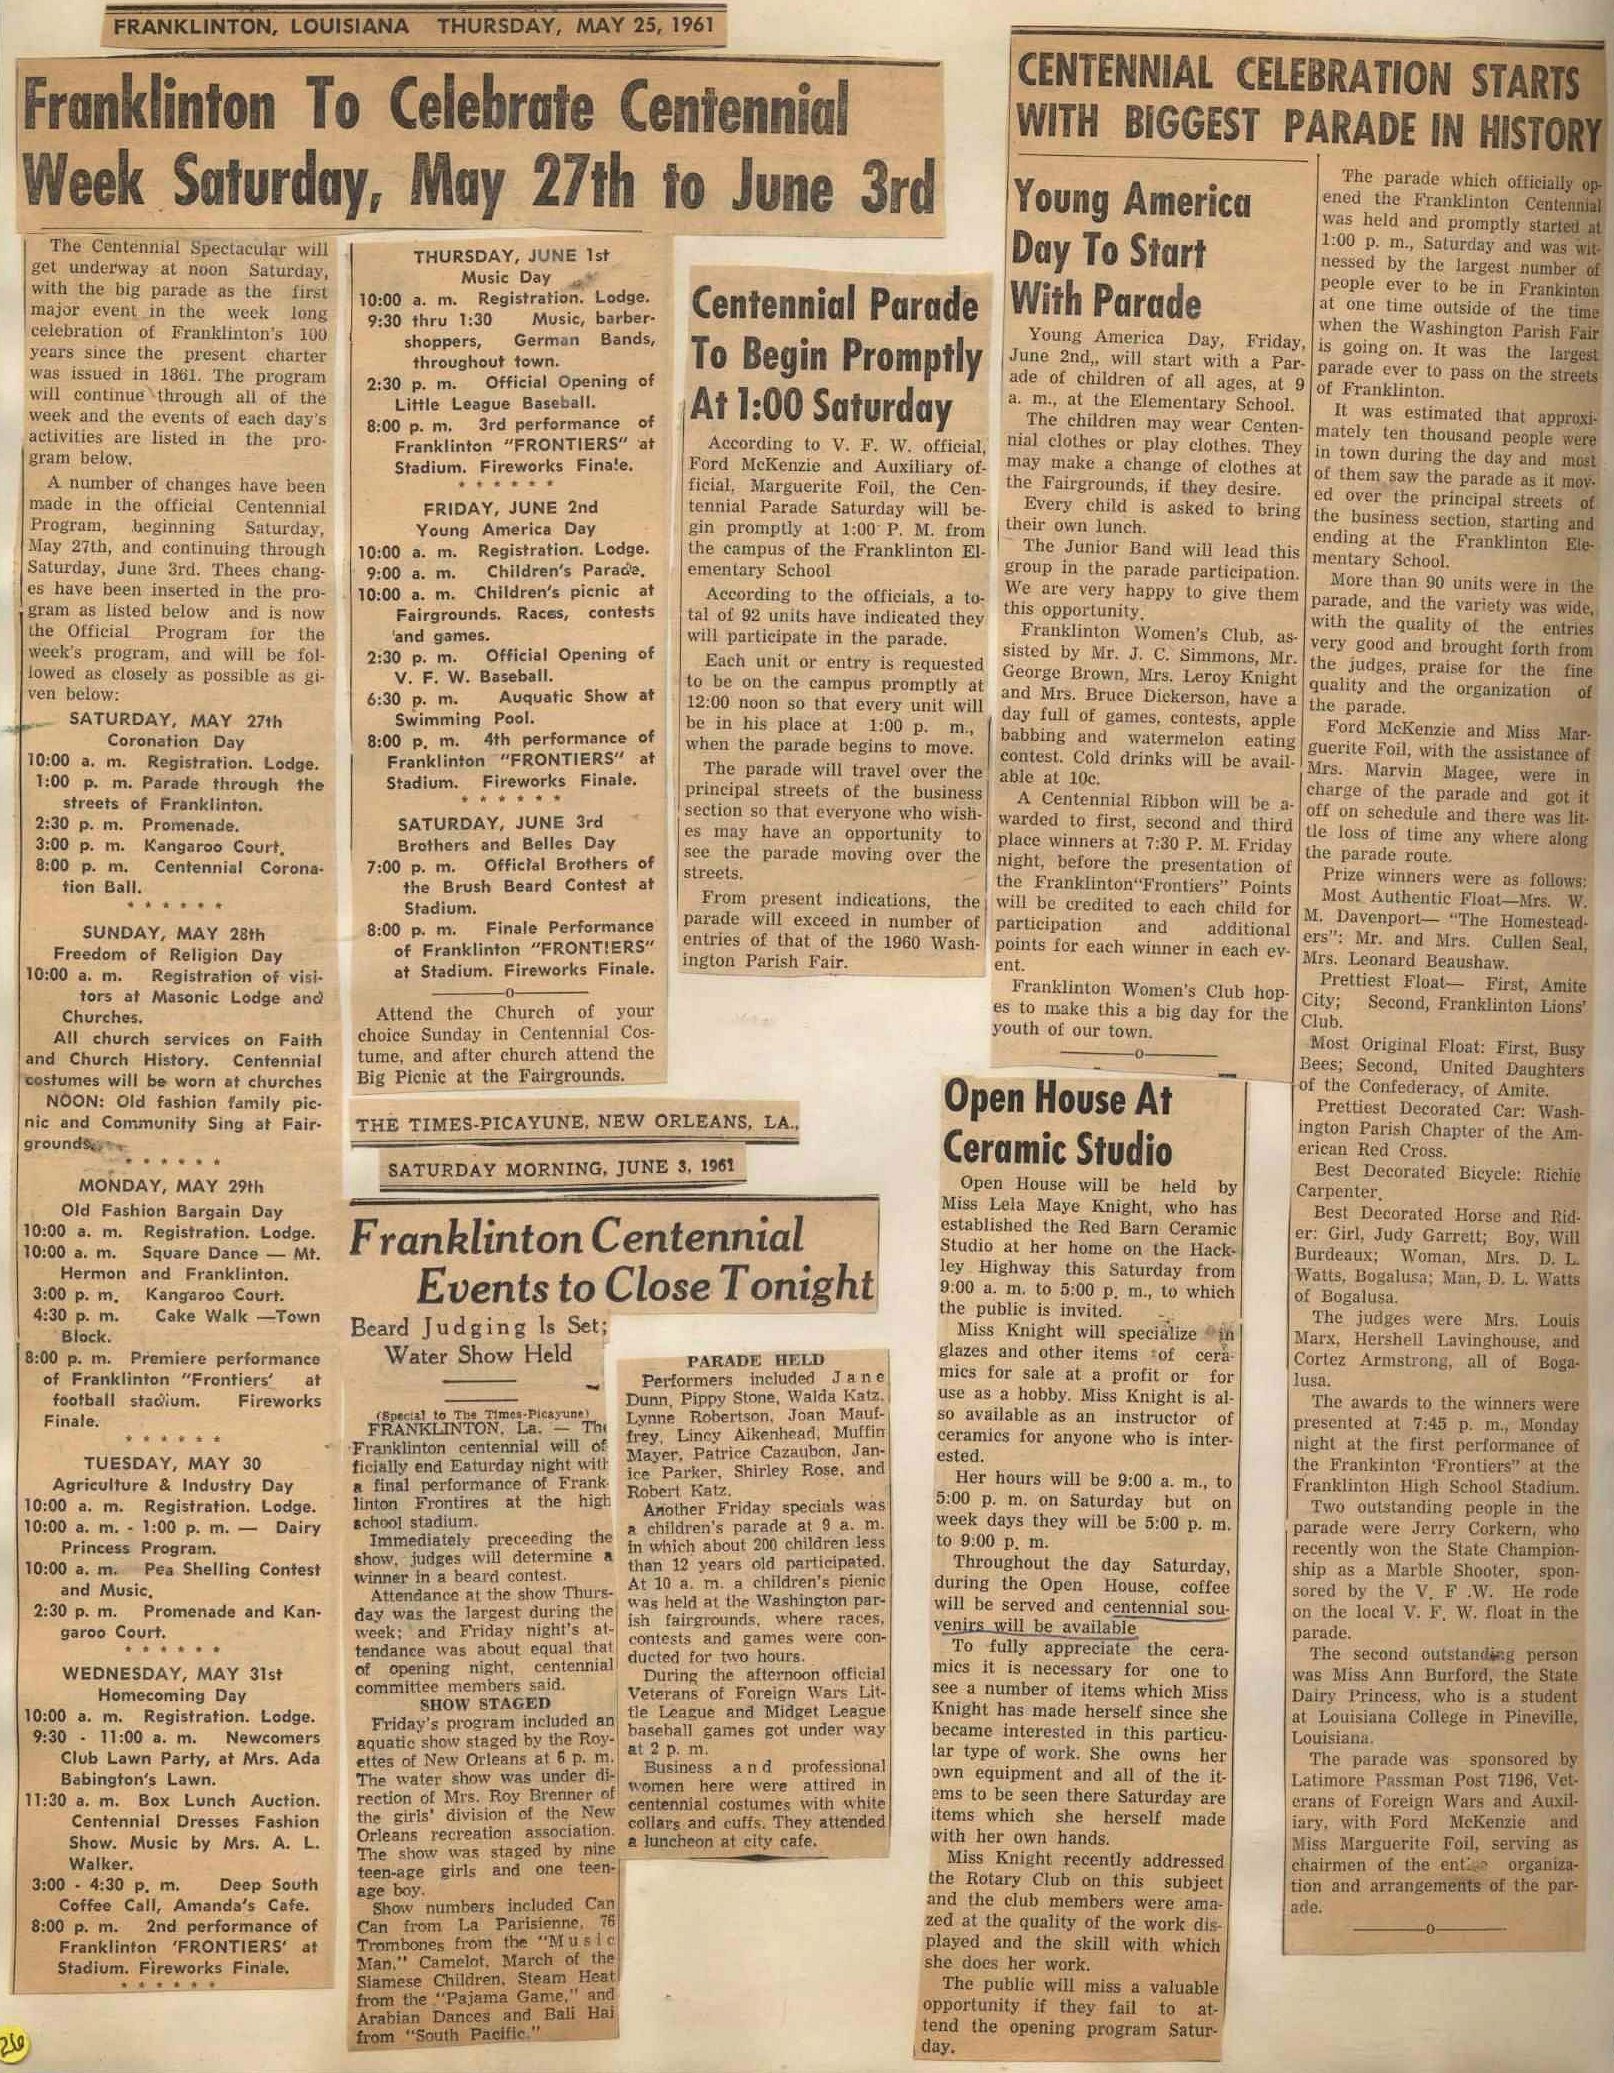 FRANKLINTON, LOUISIANA THURSDAY, MAY 25, 1961
Franklinton To Celebrate Centennial
Week Saturday, May 27th to June 3rd
The Centennial Spectacular will
get underway at noon Saturday,
with the big parade as the first
major event in the week long
celebration of Franklinton's 100
years since the present charter
was issued in 1861. The program
will continue through all of the
week and the events of each day's
activities are listed in the pro-
gram below.
A number of changes have been
made in the official Centennial
Program, beginning Saturday,
May 27th, and continuing through
Saturday, June 3rd. Thees chang-
es have been inserted in the pro-
gram as listed below and is now
the Official Program for the
week's program, and will be fol-
lowed as closely as possible as gi-
ven below:
SATURDAY, MAY 27th
Coronation Day
10:00 a. m. Registration. Lodge.
1:00 p. m. Parade through the
streets of Franklinton.
2:30 p. m. Promenade.
3:00 p. m. Kangaroo Court.
8:00 p. m. Centennial Corona-
tion Ball.
* * * * * *
SUNDAY, MAY 28th
Freedom of Religion Day
10:00 a. m. Registration of visi-
tors at Masonic Lodge and
Churches.
All church services on Faith
and Church History. Centennial
costumes will be worn at churches
NOON: Old fashion family pic-
nic and Community Sing at Fair-
grounds.
* * * * * *
MONDAY, MAY 29th
Old Fashion Bargain Day
10:00 a. m. Registration. Lodge.
10:00 a. m. Square Dance — Mt.
Hermon and Franklinton.
3:00 p. m. Kangaroo Court.
4:30 p. m. Cake Walk —Town
Block.
8:00 p. m. Premiere performance
of Franklinton "Frontiers' at
football stadium. Fireworks
Finale.
* * * * * *
TUESDAY, MAY 30
Agriculture & Industry Day
10:00 a. m. Registration. Lodge.
10:00 a. m. - 1:00 p. m. — Dairy
Princess Program.
10:00 a. m. Pea Shelling Contest
and Music.
2:30 p. m. Promenade and Kan-
garoo Court.
* * * * * *
WEDNESDAY, MAY 31st
Homecoming Day
10:00 a. m. Registration. Lodge.
9:30 - 11:00 a. m. Newcomers
Club Lawn Party, at Mrs. Ada
Babington's Lawn.
11:30 a. m. Box Lunch Auction.
Centennial Dresses Fashion
Show. Music by Mrs. A. L.
Walker.
3:00 - 4:30 p. m. Deep South
Coffee Call, Amanda's Cafe.
8:00 p. m. 2nd performance of
Franklinton 'FRONTIERS' at
Stadium. Fireworks Finale.
* * * * * *
THURSDAY, JUNE 1st
Music Day
10:00 a. m. Registration. Lodge.
9:30 thru 1:30 Music, barber-
shoppers, German Bands,
throughout town.
2:30 p. m. Official Opening of
Little League Baseball.
8:00 p. m. 3rd performance of
Franklinton "FRONTIERS" at
Stadium. Fireworks Finale.
* * * * * *
FRIDAY, JUNE 2nd
Young America Day
10:00 a. m. Registration. Lodge.
9:00 a. m. Children's Parade.
10:00 a. m. Children's picnic at
Fairgrounds. Races, contests
and games.
2:30 p. m. Official Opening of
V. F. W. Baseball.
6:30 p. m. Auquatic Show at
Swimming Pool.
8:00 p. m. 4th performance of
Franklinton "FRONTIERS" at
Stadium. Fireworks Finale.
* * * * * *
SATURDAY, JUNE 3rd
Brothers and Belles Day
7:00 p. m. Official Brothers of
the Brush Beard Contest at
Stadium.
8:00 p. m. Finale Performance
of Franklinton "FRONTIERS"
at Stadium. Fireworks Finale.
o
Attend the Church of your
choice Sunday in Centennial Cos-
tume, and after church attend the
Big Picnic at the Fairgrounds.
THE TIMES-PICAYUNE, NEW ORLEANS, LA.,
SATURDAY MORNING, JUNE 3, 1961
Franklinton Centennial
Events to Close Tonight
Beard Judging Is Set;
Water Show Held
(Special to The Times-Picayune)
FRANKLINTON, La. — The
Franklinton centennial will of
ficially end Eaturday night with
a final performance of Frank-
linton Frontires at the high
school stadium.
Immediately preceeding the
show, judges will determine a
winner in a beard contest.
Attendance at the show Thurs-
day was the largest during the
week; and Friday night's at-
tendance was about equal that
of opening night, centennial
committee members said.
SHOW STAGED
Friday's program included an
aquatic show staged by the Roy-
ettes of New Orleans at 6 p. m.
The water show was under di-
rection of Mrs. Roy Brenner of
the girls' division of the New
Orleans recreation association.
The show was staged by nine
teen-age girls and one teen-
age boy.
Show numbers included Can
Can from La Parisienne, 76
Trombones from the "Music
Man," Camelot, March of the
Siamese Children, Steam Heat
from the "Pajama Game," and
Arabian Dances and Bali Hai
from "South Pacific."
PARADE HELD
Performers included Jane
Dunn, Pippy Stone, Walda Katz,
Lynne Robertson, Joan Mauf-
frey, Lincy Aikenhead, Muffin
Mayer, Patrice Cazaubon, Jan-
ice Parker, Shirley Rose, and
Robert Katz.
Another Friday specials was
a children's parade at 9 a. m.
in which about 200 children less
than 12 years old participated.
At 10 a. m. a children's picnic
was held at the Washington par-
ish fairgrounds, where races,
contests and games were con-
ducted for two hours.
During the afternoon official
Veterans of Foreign Wars Lit-
tle League and Midget League
baseball games got under way
at 2 p. m.
Business and professional
women here were attired in
centennial costumes with white
collars and cuffs. They attended
a luncheon at city cafe.
Centennial Parade
To Begin Promptly
At 1:00 Saturday
According to V. F. W. official,
Ford McKenzie and Auxiliary of-
ficial, Marguerite Foil, the Cen-
tennial Parade Saturday will be-
gin promptly at 1:00 P. M. from
the campus of the Franklinton El-
ementary School
According to the officials, a to-
tal of 92 units have indicated they
will participate in the parade.
Each unit or entry is requested
to be on the campus promptly at
12:00 noon so that every unit will
be in his place at 1:00 p. m.,
when the parade begins to move.
The parade will travel over the
principal streets of the business
section so that everyone who wish-
es may have an opportunity to
see the parade moving over the
streets.
From present indications, the
parade will exceed in number of
entries of that of the 1960 Wash-
ington Parish Fair.
CENTENNIAL CELEBRATION STARTS
WITH BIGGEST PARADE IN HISTORY
Young America
Day To Start
With Parade
Young America Day, Friday,
June 2nd,, will start with a Par-
ade of children of all ages, at 9
a. m., at the Elementary School.
The children may wear Centen-
nial clothes or play clothes. They
may make a change of clothes at
the Fairgrounds, if they desire.
Every child is asked to bring
their own lunch.
The Junior Band will lead this
group in the parade participation.
We are very happy to give them
this opportunity.
Franklinton Women's Club, as-
sisted by Mr. J. C. Simmons, Mr.
George Brown, Mrs. Leroy Knight
and Mrs. Bruce Dickerson, have a
day full of games, contests, apple
babbing and watermelon eating
contest. Cold drinks will be avail-
able at 10c.
A Centennial Ribbon will be a-
warded to first, second and third
place winners at 7:30 P. M. Friday
night, before the presentation of
the Franklinton"Frontiers" Points
will be credited to each child for
participation and additional
points for each winner in each ev-
ent.
Franklinton Women's Club hop-
es to make this a big day for the
youth of our town.
o
Open House At
Ceramic Studio
Open House will be held by
Miss Lela Maye Knight, who has
established the Red Barn Ceramic
Studio at her home on the Hack-
ley Highway this Saturday from
9:00 a. m. to 5:00 p. m., to which
the public is invited.
Miss Knight will specialize in
glazes and other items of cera-
mics for sale at a profit or for
use as a hobby. Miss Knight is al-
so available as an instructor of
ceramics for anyone who is inter-
ested.
Her hours will be 9:00 a. m., to
5:00 p. m. on Saturday but on
week days they will be 5:00 p. m.
to 9:00 p. m.
Throughout the day Saturday,
during the Open House, coffee
will be served and centennial sou-
venirs will be available
To fully appreciate the cera-
mics it is necessary for one to
see a number of items which Miss
Knight has made herself since she
became interested in this particu-
lar type of work. She owns her
own equipment and all of the it-
ems to be seen there Saturday are
items which she herself made
with her own hands.
Miss Knight recently addressed
the Rotary Club on this subject
and the club members were ama-
zed at the quality of the work dis-
played and the skill with which
she does her work.
The public will miss a valuable
opportunity if they fail to at-
tend the opening program Satur-
day.
The parade which officially op-
ened the Franklinton Centennial
was held and promptly started at
1:00 p. m., Saturday and was wit-
nessed by the largest number of
people ever to be in Frankinton
at one time outside of the time
when the Washington Parish Fair
is going on. It was the largest
parade ever to pass on the streets
of Franklinton.
It was estimated that approxi-
mately ten thousand people were
in town during the day and most
of them saw the parade as it mov-
ed over the principal streets of
the business section, starting and
ending at the Franklinton Ele-
mentary School.
More than 90 units were in the
parade, and the variety was wide,
with the quality of the entries
very good and brought forth from
the judges, praise for the fine
quality and the organization of
the parade.
Ford McKenzie and Miss Mar-
guerite Foil, with the assistance of
Mrs. Marvin Magee, were in
charge of the parade and got it
off on schedule and there was lit-
tle loss of time any where along
the parade route.
Prize winners were as follows:
Most Authentic Float—Mrs. W.
M. Davenport— "The Homestead-
ers": Mr. and Mrs. Cullen Seal,
Mrs. Leonard Beaushaw.
Prettiest Float— First, Amite
City; Second, Franklinton Lions'
Club.
Most Original Float: First, Busy
Bees; Second, United Daughters
of the Confederacy, of Amite.
Prettiest Decorated Car: Wash-
ington Parish Chapter of the Am-
erican Red Cross.
Best Decorated Bicycle: Richie
Carpenter.
Best Decorated Horse and Rid-
er: Girl, Judy Garrett; Boy, Will
Burdeaux; Woman, Mrs. D. L.
Watts, Bogalusa; Man, D. L. Watts
of Bogalusa.
The judges were Mrs. Louis
Marx, Hershell Lavinghouse, and
Cortez Armstrong, all of Boga-
lusa.
The awards to the winners were
presented at 7:45 p. m., Monday
night at the first performance of
the Frankinton 'Frontiers" at the
Franklinton High School Stadium.
Two outstanding people in the
parade were Jerry Corkern, who
recently won the State Champion-
ship as a Marble Shooter, spon-
sored by the V. F .W. He rode
on the local V. F. W. float in the
parade.
The second outstanding person
was Miss Ann Burford, the State
Dairy Princess, who is a student
at Louisiana College in Pineville,
Louisiana.
The parade was sponsored by
Latimore Passman Post 7196, Vet-
erans of Foreign Wars and Auxil-
iary, with Ford McKenzie and
Miss Marguerite Foil, serving as
chairmen of the entire organiza-
tion and arrangements of the par-
ade.
o
26